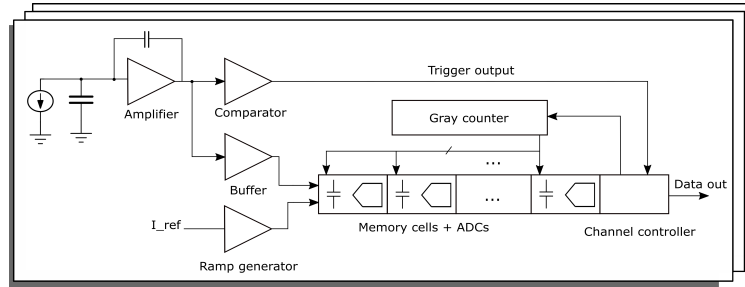 Trigger output
Amplifier
Comparator
Gray counter
...
Buffer
Data out
...
I_ref
Memory cells + ADCs
Channel controller
Ramp generator